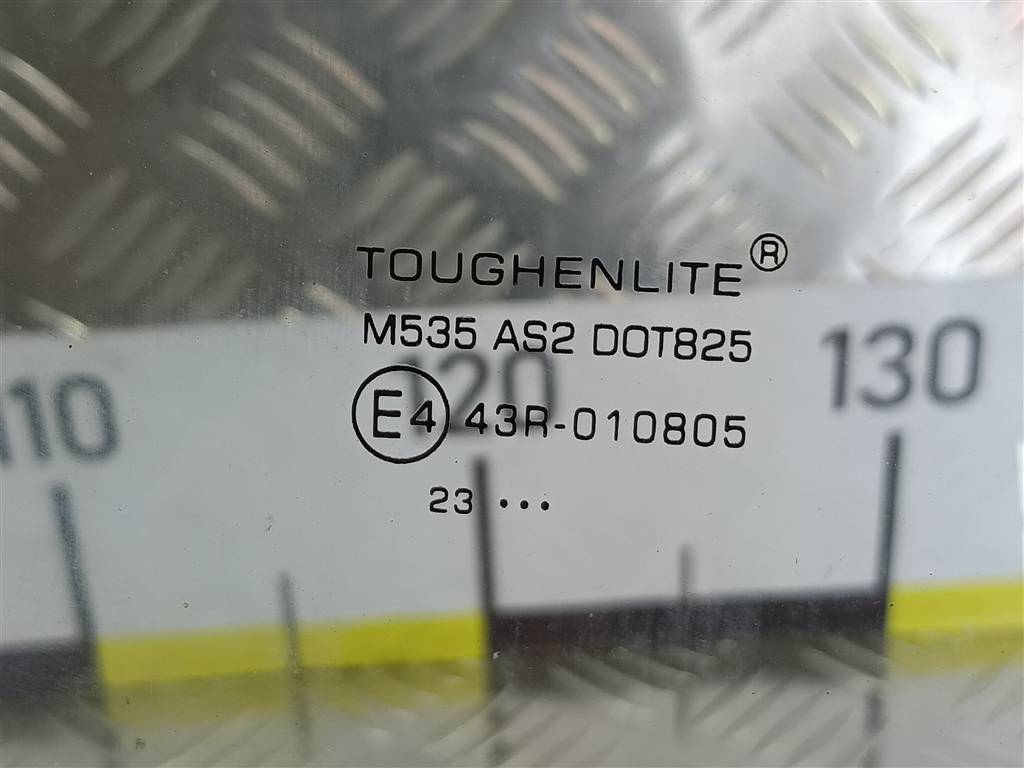 TOUGHENLITE®
M535 AS2 DOT825
E4 43R-010805
23 ...
110 120 130